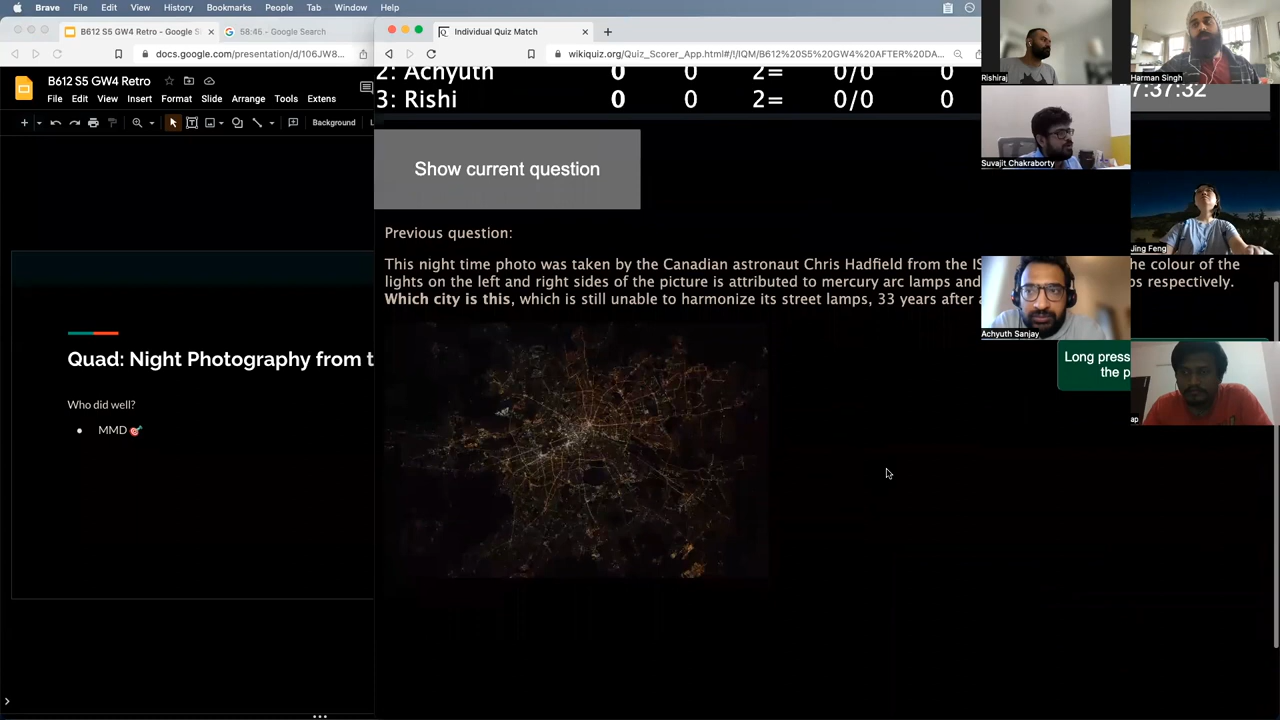 Brave File Edit View History Bookmarks People Tab Window Help
B612 S5 GW4 Retro - Google Sl
58:46 - Google Search
Individual Quiz Match
docs.google.com/presentation/d/106JW8...
wikiquiz.org/Quiz_Scorer_App.html#/!/IQM/B612%20S5%20GW4%20AFTER%20DA...
B612 S5 GW4 Retro
File Edit View Insert Format Slide Arrange Tools Extens
Background
Quad: Night Photography from t
Who did well?
MMD
2: Achyuth 0 0 2= 0/0 0
3: Rishi 0 0 2= 0/0 0
7:37:32
Show current question
Previous question:
This night time photo was taken by the Canadian astronaut Chris Hadfield from the IS
he colour of the
lights on the left and right sides of the picture is attributed to mercury arc lamps and
ps respectively.
Which city is this, which is still unable to harmonize its street lamps, 33 years after
Long press
the p
Rishiraj
Harman Singh
Suvajit Chakraborty
Jing Feng
Achyuth Sanjay
ap